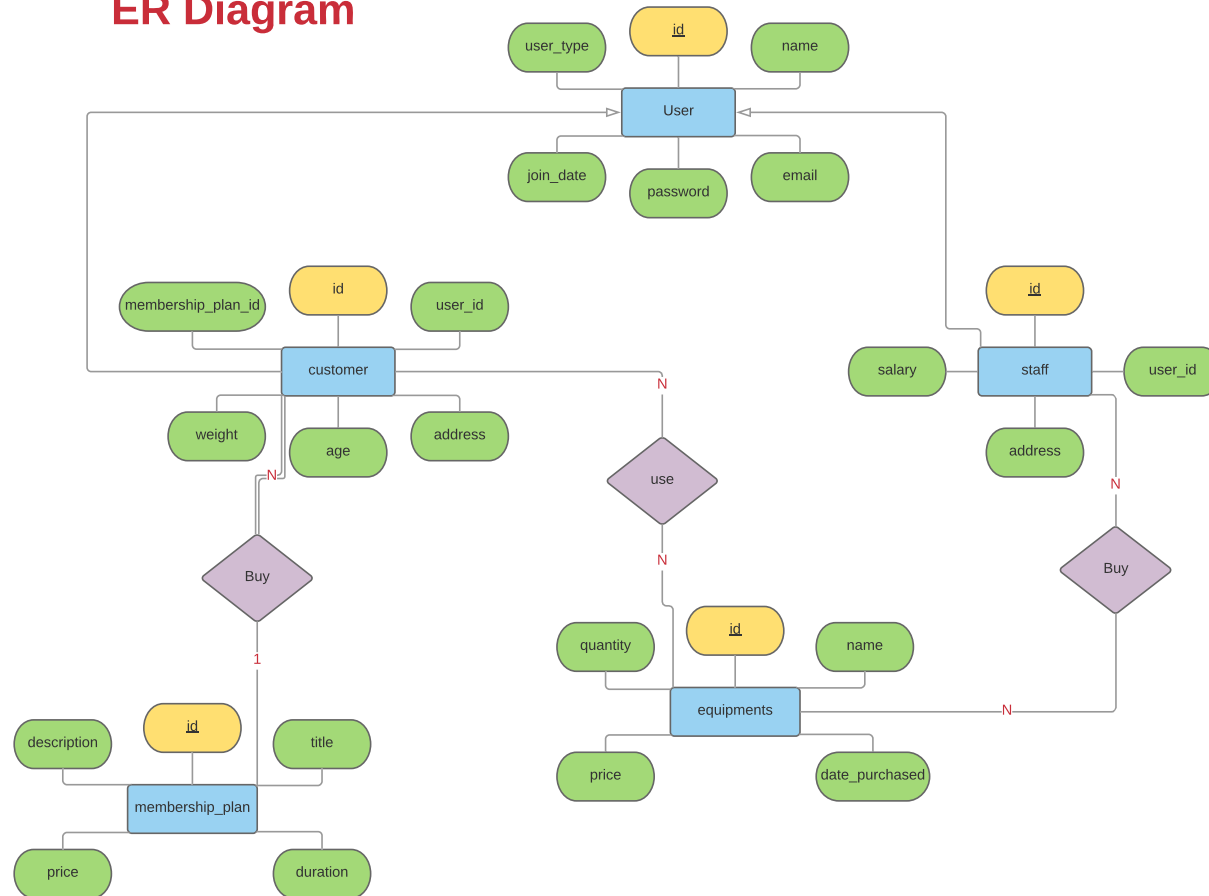 ER Diagram
user_type
id
name
User
join_date
password
email
membership_plan_id
id
user_id
customer
weight
age
address
id
salary
staff
user_id
address
N
N
N
use
N
Buy
Buy
1
quantity
id
name
equipments
N
price
date_purchased
description
id
title
membership_plan
price
duration